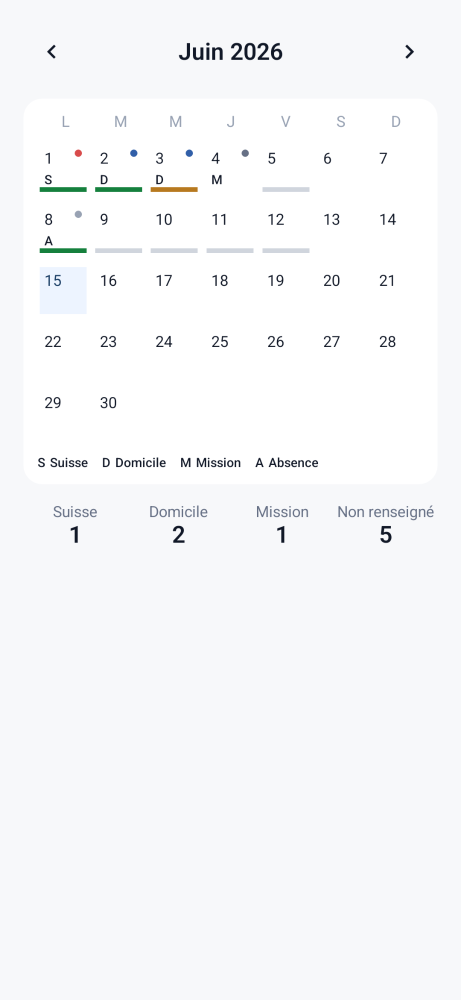 Juin 2026
L M M J V S D
1 2 3 4 5 6 7
S D D M
8 9 10 11 12 13 14
A
15 16 17 18 19 20 21
22 23 24 25 26 27 28
29 30
S Suisse D Domicile M Mission A Absence
Suisse Domicile Mission Non renseigné
1 2 1 5